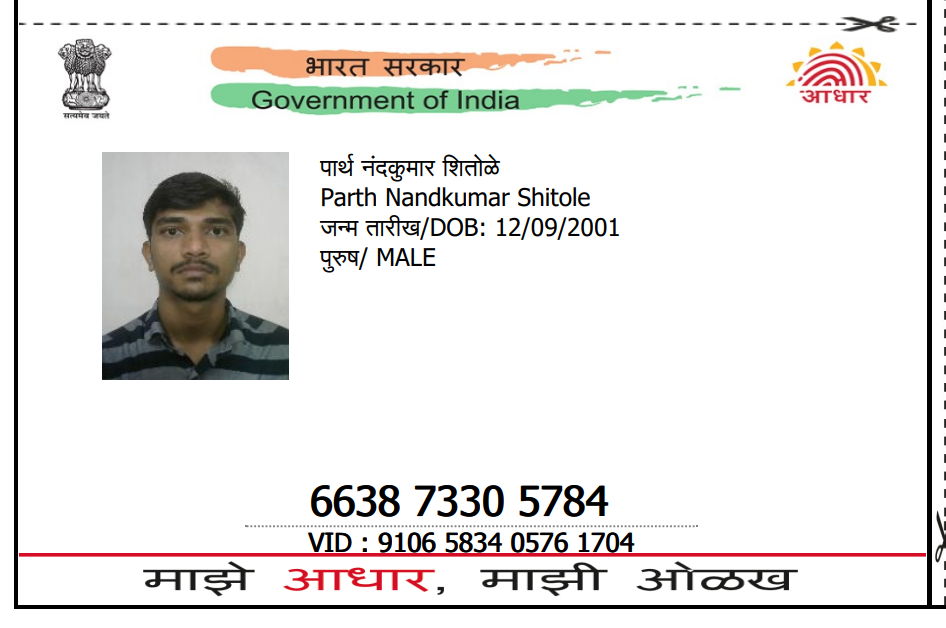 भारत सरकार
Government of India
सत्यमेव जयते
आधार
पार्थ नंदकुमार शितोळे
Parth Nandkumar Shitole
जन्म तारीख/DOB: 12/09/2001
पुरुष/ MALE
6638 7330 5784
VID : 9106 5834 0576 1704
माझे आधार, माझी ओळख